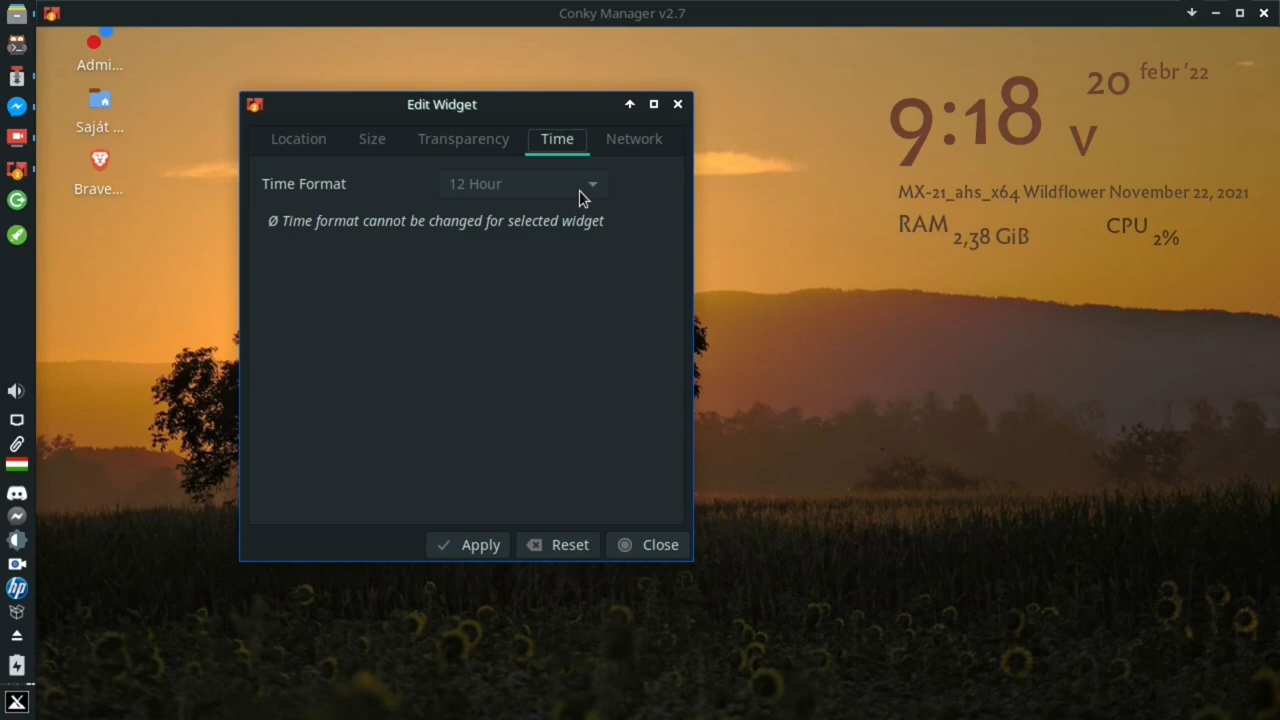 Conky Manager v2.7
Admi...
Saját ...
Brave...
Edit Widget
Location Size Transparency Time Network
Time Format 12 Hour
Ø Time format cannot be changed for selected widget
Apply Reset Close
9:18 20 febr '22
V
MX-21_ahs_x64 Wildflower November 22, 2021
RAM 2,38 GiB CPU 2%
hp